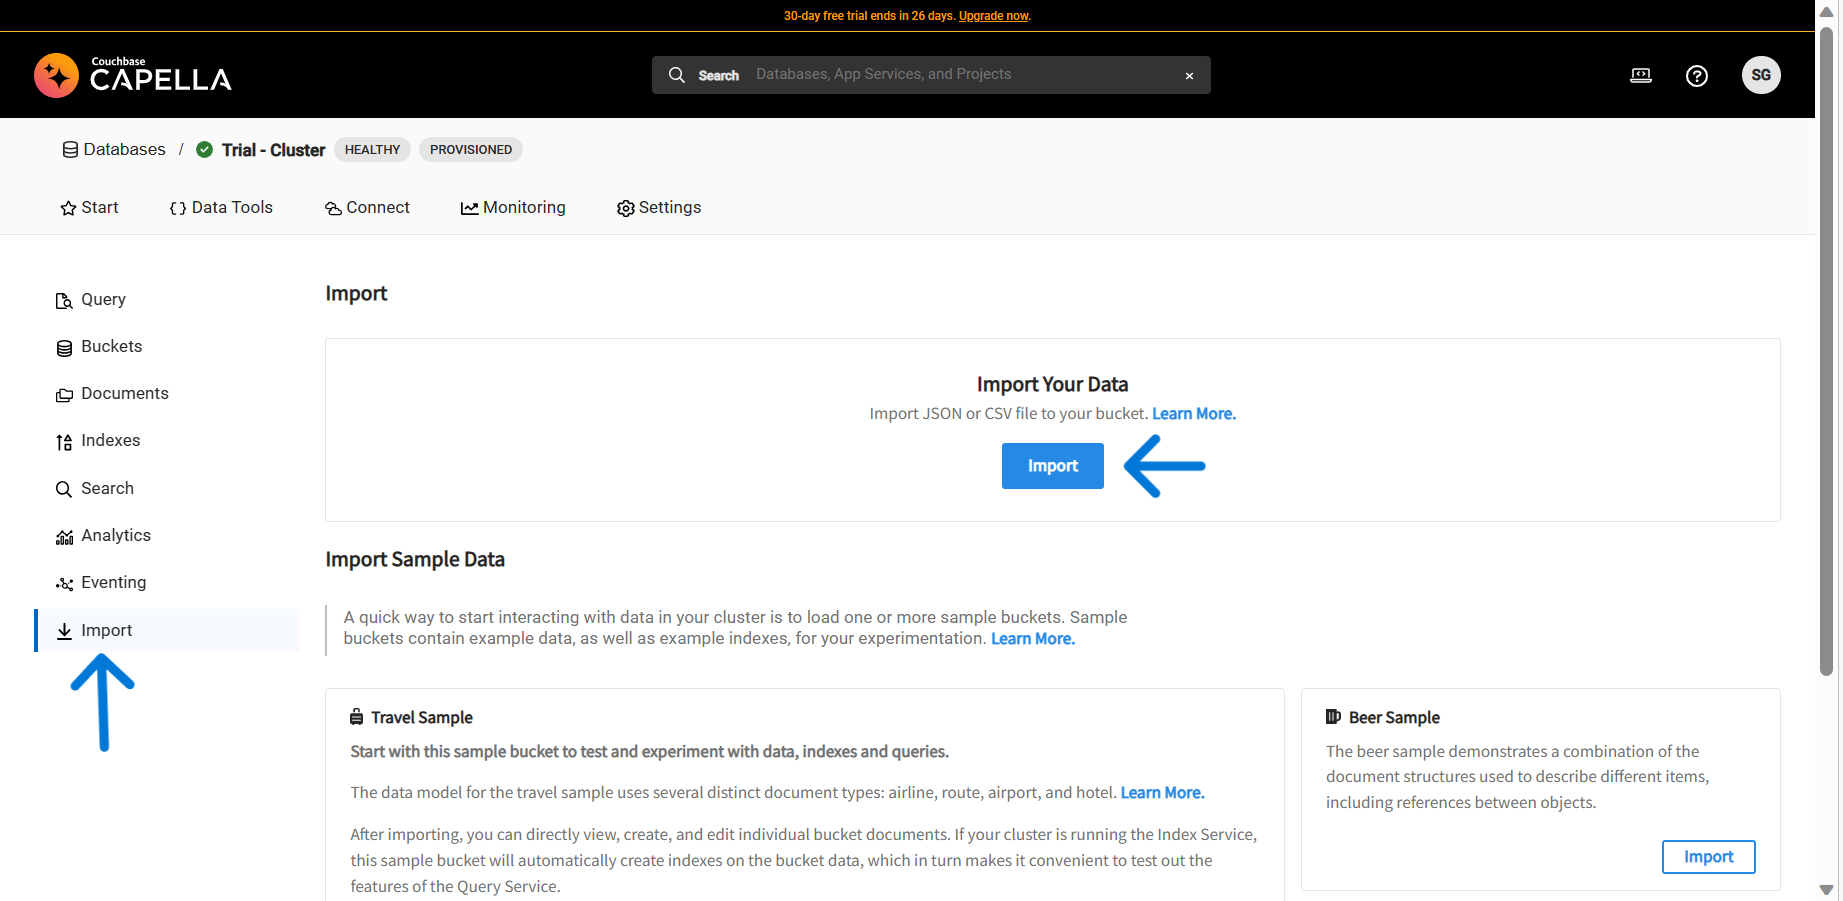 30-day free trial ends in 26 days. Upgrade now.
Couchbase
CAPELLA
Search Databases, App Services, and Projects ×
SG
Databases / Trial - Cluster HEALTHY PROVISIONED
Start
Data Tools
Connect
Monitoring
Settings
Query
Buckets
Documents
Indexes
Search
Analytics
Eventing
Import
Import
Import Your Data
Import JSON or CSV file to your bucket. Learn More.
Import
Import Sample Data
A quick way to start interacting with data in your cluster is to load one or more sample buckets. Sample
buckets contain example data, as well as example indexes, for your experimentation. Learn More.
Travel Sample
Start with this sample bucket to test and experiment with data, indexes and queries.
The data model for the travel sample uses several distinct document types: airline, route, airport, and hotel. Learn More.
After importing, you can directly view, create, and edit individual bucket documents. If your cluster is running the Index Service,
this sample bucket will automatically create indexes on the bucket data, which in turn makes it convenient to test out the
features of the Query Service.
Beer Sample
The beer sample demonstrates a combination of the
document structures used to describe different items,
including references between objects.
Import